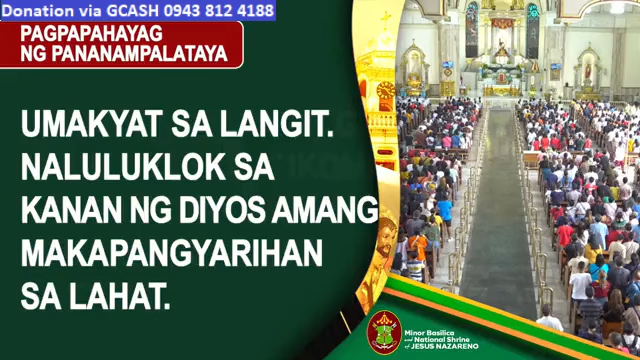 Donation via GCASH 0943 812 4188
PAGPAPAHAYAG
NG PANANAMPALATAYA
UMAKYAT SA LANGIT.
NALULUKLOK SA
KANAN NG DIYOS AMANG
MAKAPANGYARIHAN
SA LAHAT.
Minor Basilica
and National Shrine
of JESUS NAZARENO